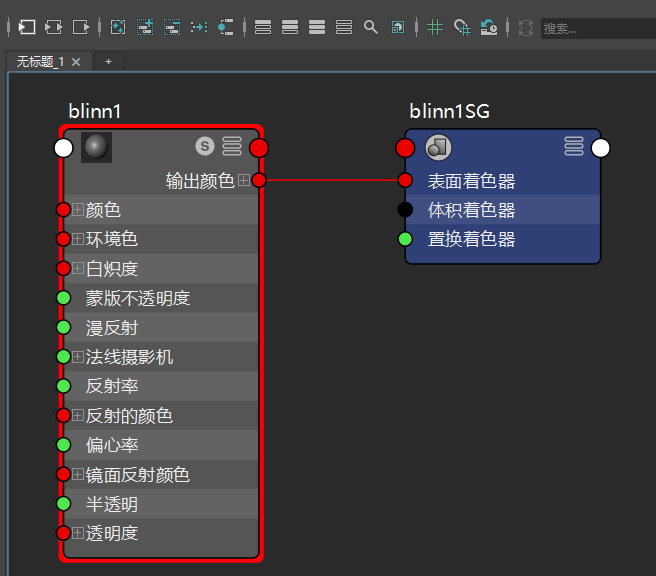 搜索...
无标题_1
blinn1
blinn1SG
S
输出颜色
表面着色器
颜色
体积着色器
环境色
置换着色器
白炽度
蒙版不透明度
漫反射
法线摄影机
反射率
反射的颜色
偏心率
镜面反射颜色
半透明
透明度